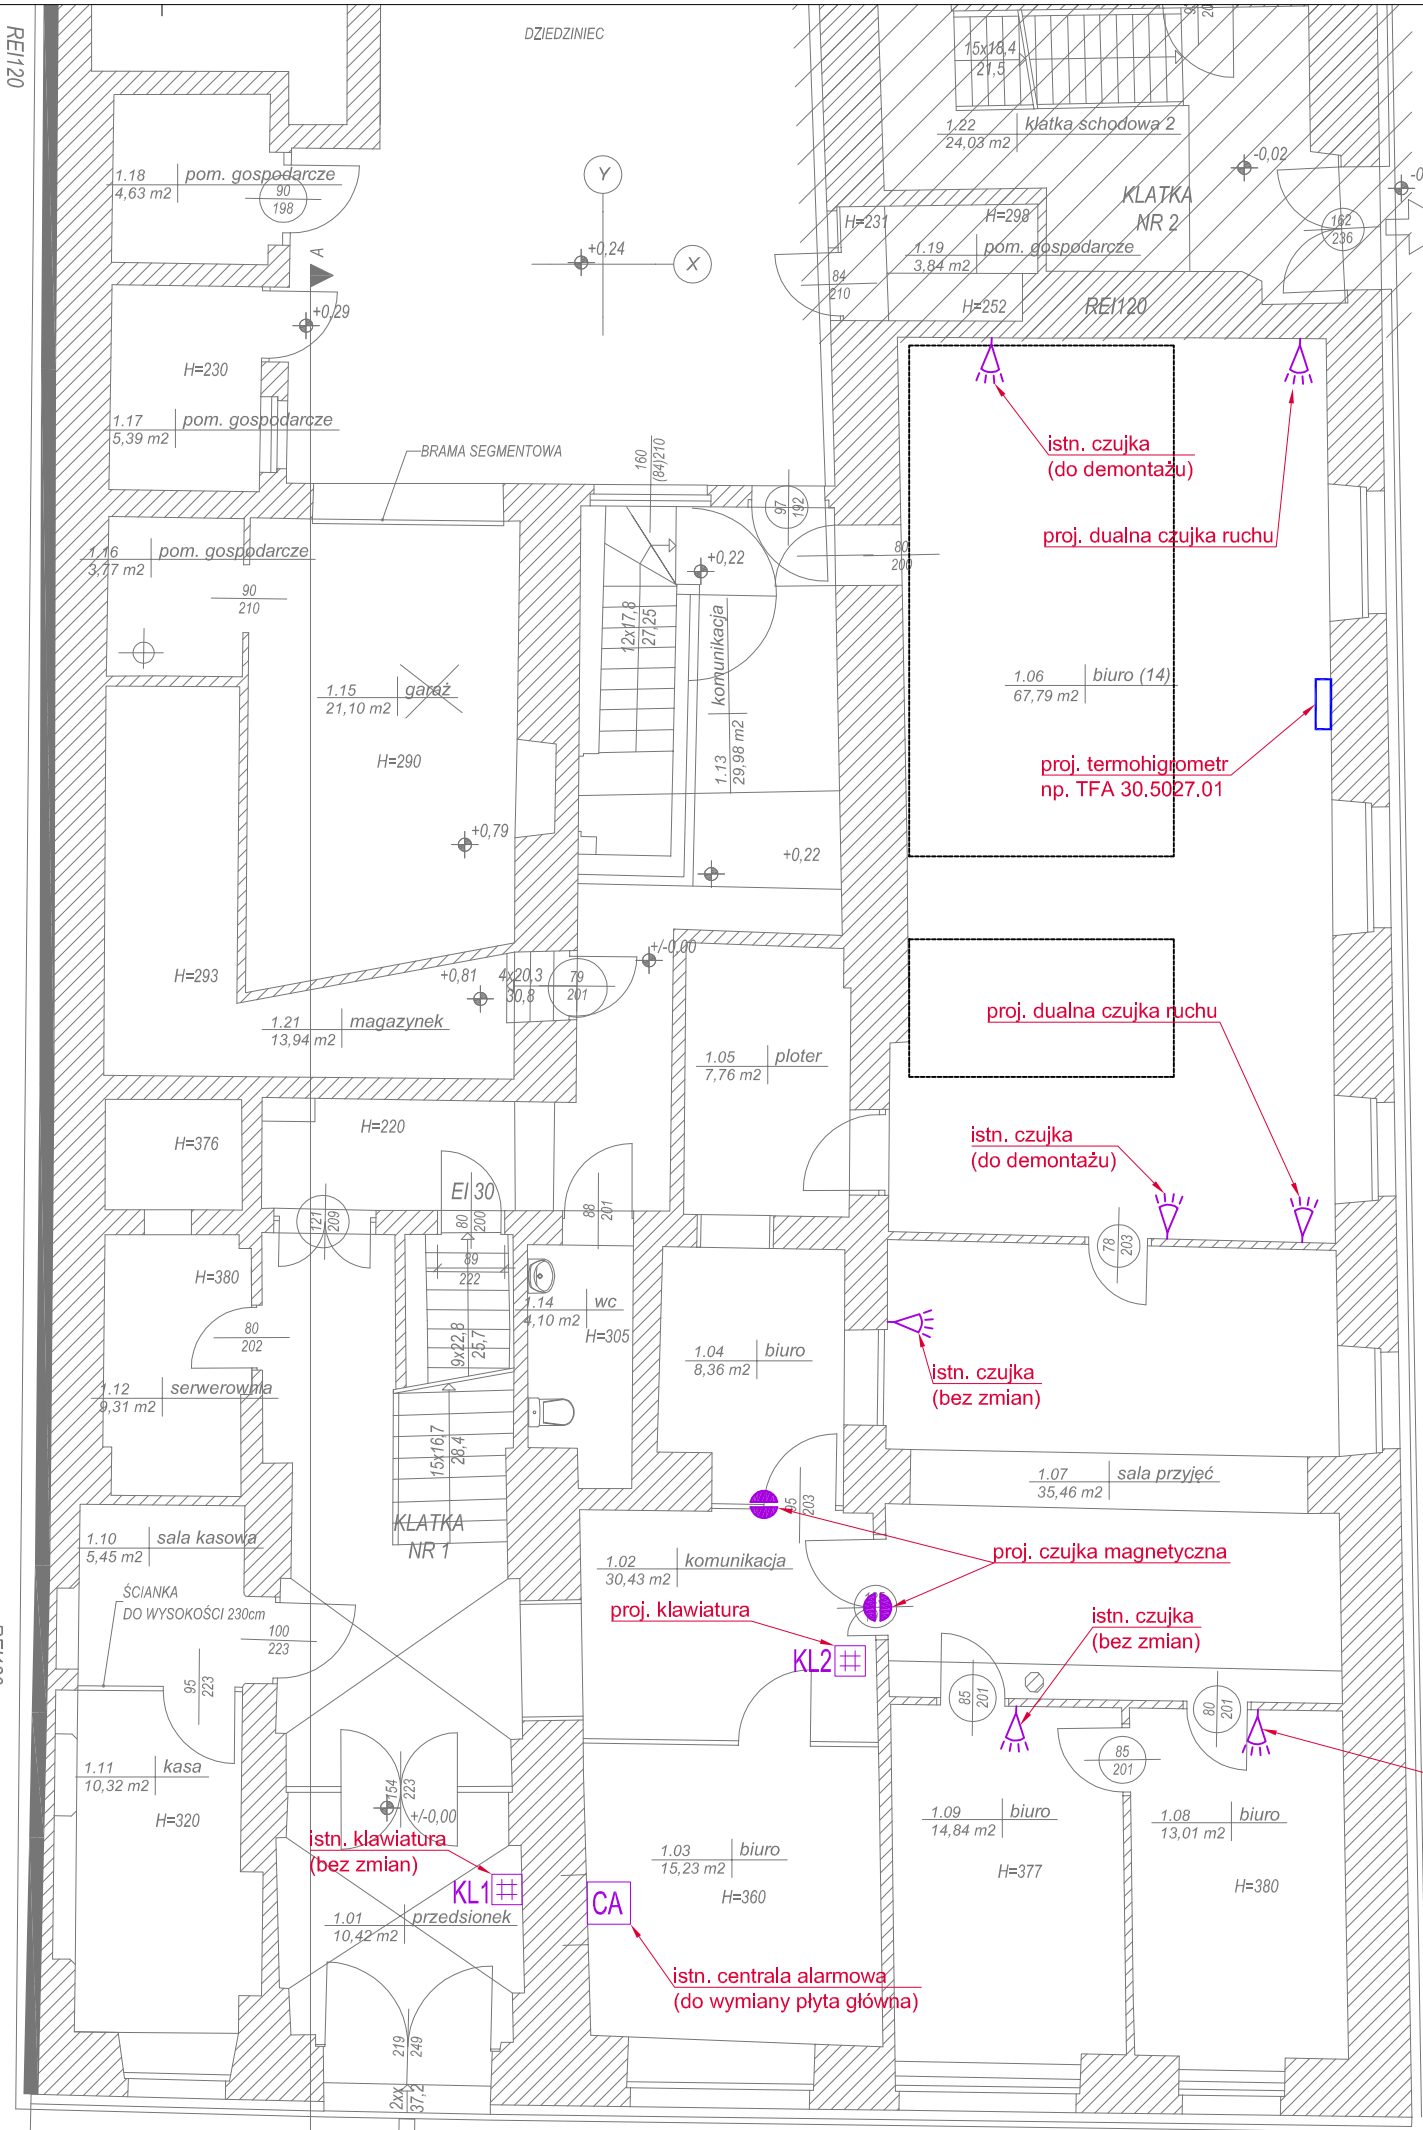 REI120
DZIEDZINIEC
15x18,4
21,5
1.22 klatka schodowa 2
24,03 m2
-0,02
KLATKA
NR 2
162
236
1.18 pom. gospodarcze
4,63 m2
90
198
A
Y
X
+0,24
+0,29
H=231
H=298
1.19 pom. gospodarcze
3,84 m2
84
210
H=252
REI120
H=230
1.17 pom. gospodarcze
5,39 m2
BRAMA SEGMENTOWA
160
(84)210
97
192
istn. czujka
(do demontażu)
proj. dualna czujka ruchu
1.16 pom. gospodarcze
3,77 m2
90
210
+0,22
80
200
12x17,8
27,25
komunikacja
1.13
29,98 m2
1.15 garaż
21,10 m2
H=290
+0,79
+0,22
1.06 biuro (14)
67,79 m2
proj. termohigrometr
np. TFA 30.5027.01
H=293
+0,81
4x20,3
30,8
79
201
+/-0,00
1.21 magazynek
13,94 m2
1.05 ploter
7,76 m2
proj. dualna czujka ruchu
istn. czujka
(do demontażu)
H=376
H=220
EI 30
80
200
88
201
121
209
78
203
H=380
89
222
1.14 wc
4,10 m2
H=305
80
202
9x22,8
25,7
1.04 biuro
8,36 m2
istn. czujka
(bez zmian)
1.12 serwerownia
9,31 m2
15x16,7
28,4
1.07 sala przyjęć
35,46 m2
95
203
KLATKA
NR 1
1.10 sala kasowa
5,45 m2
ŚCIANKA
DO WYSOKOŚCI 230cm
1.02 komunikacja
30,43 m2
proj. czujka magnetyczna
proj. klawiatura
KL2
istn. czujka
(bez zmian)
100
223
95
223
85
201
80
201
85
201
1.11 kasa
10,32 m2
H=320
154
223
+/-0,00
istn. klawiatura
(bez zmian)
KL1
1.01 przedsionek
10,42 m2
1.03 biuro
15,23 m2
H=360
CA
istn. centrala alarmowa
(do wymiany płyta główna)
1.09 biuro
14,84 m2
H=377
1.08 biuro
13,01 m2
H=380
219
249
2xx
37,2